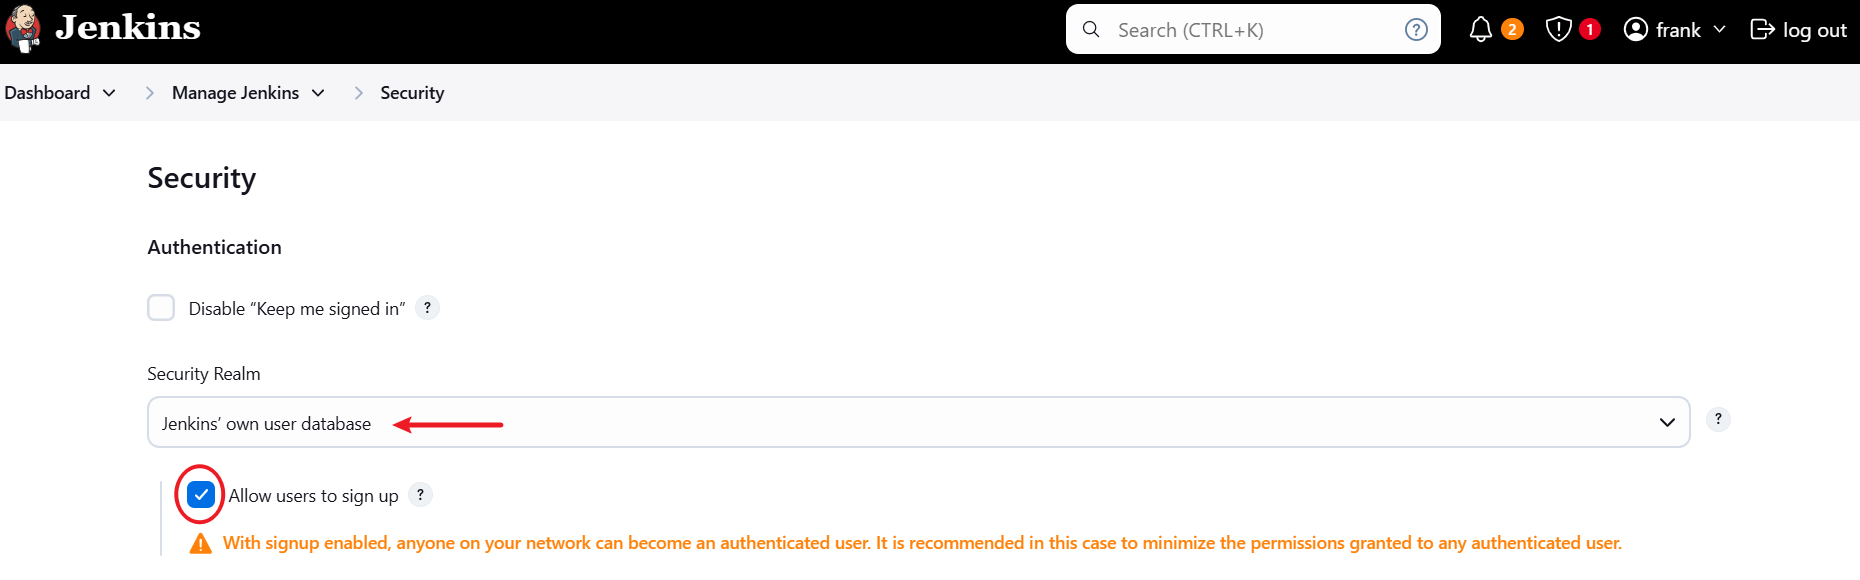 Jenkins Search (CTRL+K) ? 2 1 frank log out
Dashboard Manage Jenkins Security
Security
Authentication
Disable “Keep me signed in” ?
Security Realm
Jenkins’ own user database ?
Allow users to sign up ?
With signup enabled, anyone on your network can become an authenticated user. It is recommended in this case to minimize the permissions granted to any authenticated user.